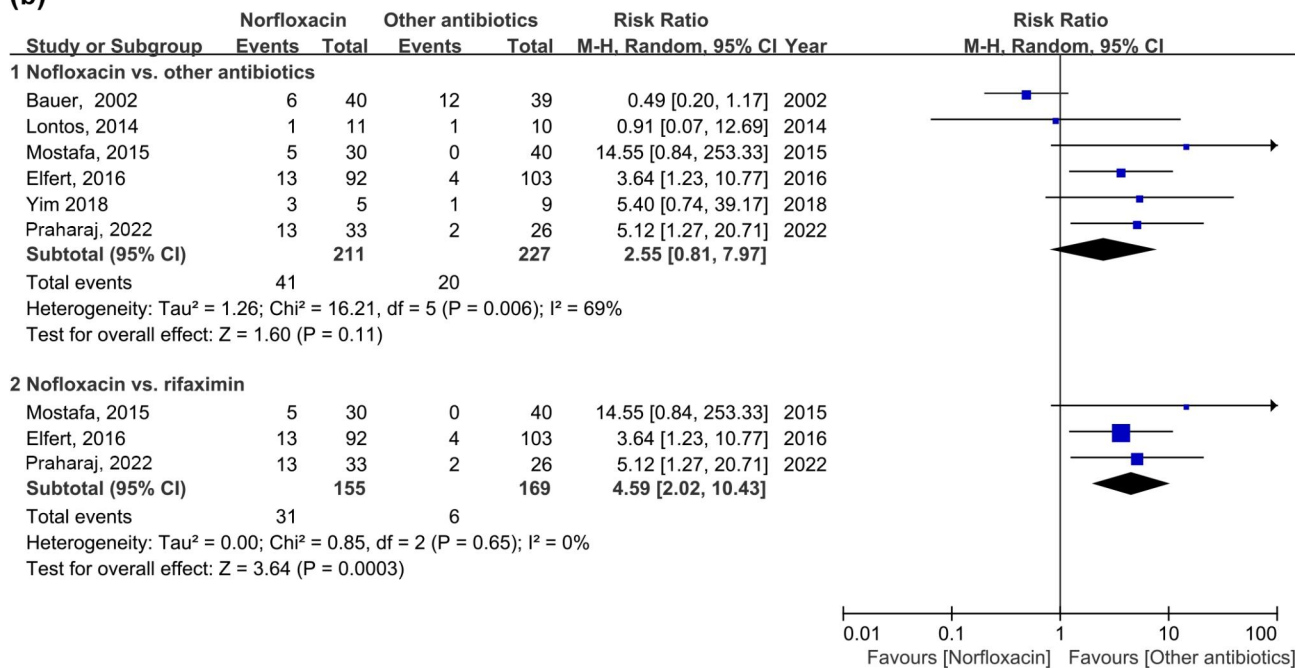 (b)
Norfloxacin Other antibiotics Risk Ratio Risk Ratio
Study or Subgroup Events Total Events Total M-H, Random, 95% CI Year M-H, Random, 95% CI
1 Nofloxacin vs. other antibiotics
Bauer, 2002 6 40 12 39 0.49 [0.20, 1.17] 2002
Lontos, 2014 1 11 1 10 0.91 [0.07, 12.69] 2014
Mostafa, 2015 5 30 0 40 14.55 [0.84, 253.33] 2015
Elfert, 2016 13 92 4 103 3.64 [1.23, 10.77] 2016
Yim 2018 3 5 1 9 5.40 [0.74, 39.17] 2018
Praharaj, 2022 13 33 2 26 5.12 [1.27, 20.71] 2022
Subtotal (95% CI) 211 227 2.55 [0.81, 7.97]
Total events 41 20
Heterogeneity: Tau² = 1.26; Chi² = 16.21, df = 5 (P = 0.006); I² = 69%
Test for overall effect: Z = 1.60 (P = 0.11)
2 Nofloxacin vs. rifaximin
Mostafa, 2015 5 30 0 40 14.55 [0.84, 253.33] 2015
Elfert, 2016 13 92 4 103 3.64 [1.23, 10.77] 2016
Praharaj, 2022 13 33 2 26 5.12 [1.27, 20.71] 2022
Subtotal (95% CI) 155 169 4.59 [2.02, 10.43]
Total events 31 6
Heterogeneity: Tau² = 0.00; Chi² = 0.85, df = 2 (P = 0.65); I² = 0%
Test for overall effect: Z = 3.64 (P = 0.0003)
0.01 0.1 1 10 100
Favours [Norfloxacin] Favours [Other antibiotics]